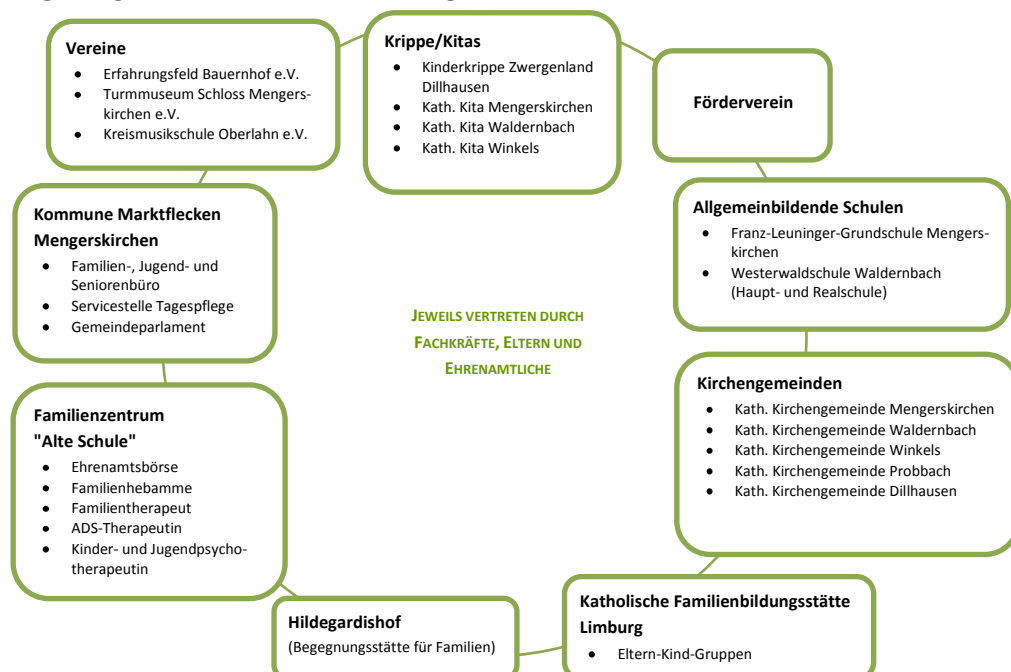 Vereine
• Erfahrungsfeld Bauernhof e.V.
• Turmmuseum Schloss Mengers-
kirchen e.V.
• Kreismusikschule Oberlahn e.V.
Krippe/Kitas
• Kinderkrippe Zwergenland
Dillhausen
• Kath. Kita Mengerskirchen
• Kath. Kita Waldernbach
• Kath. Kita Winkels
Förderverein
Kommune Marktflecken
Mengerskirchen
• Familien-, Jugend- und
Seniorenbüro
• Servicestelle Tagespflege
• Gemeindeparlament
Allgemeinbildende Schulen
• Franz-Leuninger-Grundschule Mengers-
kirchen
• Westerwaldschule Waldernbach
(Haupt- und Realschule)
JEWEILS VERTRETEN DURCH
FACHKRÄFTE, ELTERN UND
EHRENAMTLICHE
Familienzentrum
"Alte Schule"
• Ehrenamtsbörse
• Familienhebamme
• Familientherapeut
• ADS-Therapeutin
• Kinder- und Jugendpsycho-
therapeutin
Kirchengemeinden
• Kath. Kirchengemeinde Mengerskirchen
• Kath. Kirchengemeinde Waldernbach
• Kath. Kirchengemeinde Winkels
• Kath. Kirchengemeinde Probbach
• Kath. Kirchengemeinde Dillhausen
Hildegardishof
(Begegnungsstätte für Familien)
Katholische Familienbildungsstätte
Limburg
• Eltern-Kind-Gruppen